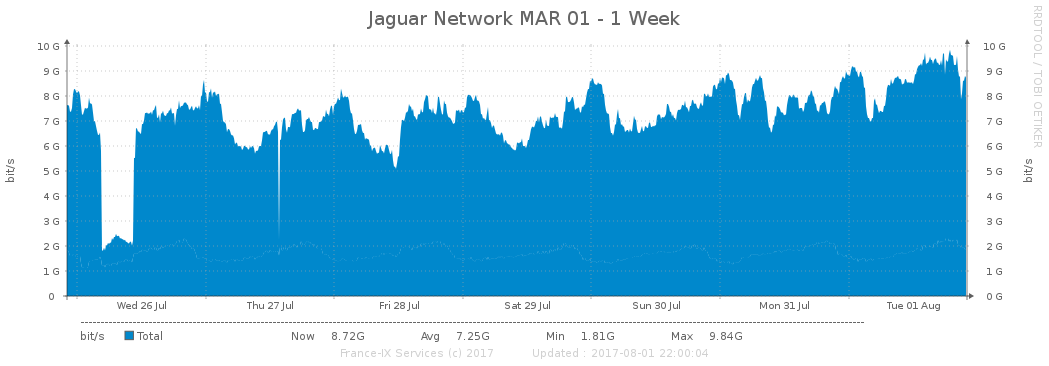 Jaguar Network MAR 01 - 1 Week
RRDTOOL / TOBI OETIKER
10 G 10 G
9 G 9 G
8 G 8 G
7 G 7 G
6 G 6 G
5 G 5 G
4 G 4 G
3 G 3 G
2 G 2 G
1 G 1 G
0 0 G
bit/s
bit/s
Wed 26 Jul Thu 27 Jul Fri 28 Jul Sat 29 Jul Sun 30 Jul Mon 31 Jul Tue 01 Aug
bit/s Total Now 8.72G Avg 7.25G Min 1.81G Max 9.84G
France-IX Services (c) 2017 Updated : 2017-08-01 22:00:04